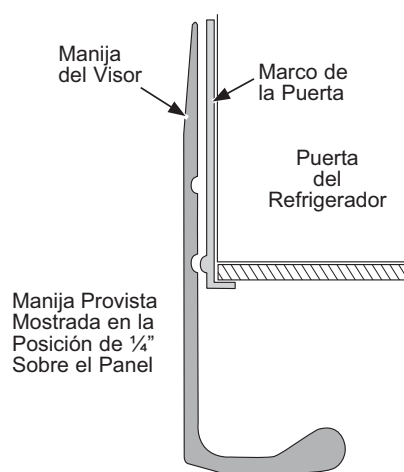 Manija
del Visor
Marco de
la Puerta
Puerta
del
Refrigerador
Manija Provista
Mostrada en la
Posición de ¼”
Sobre el Panel